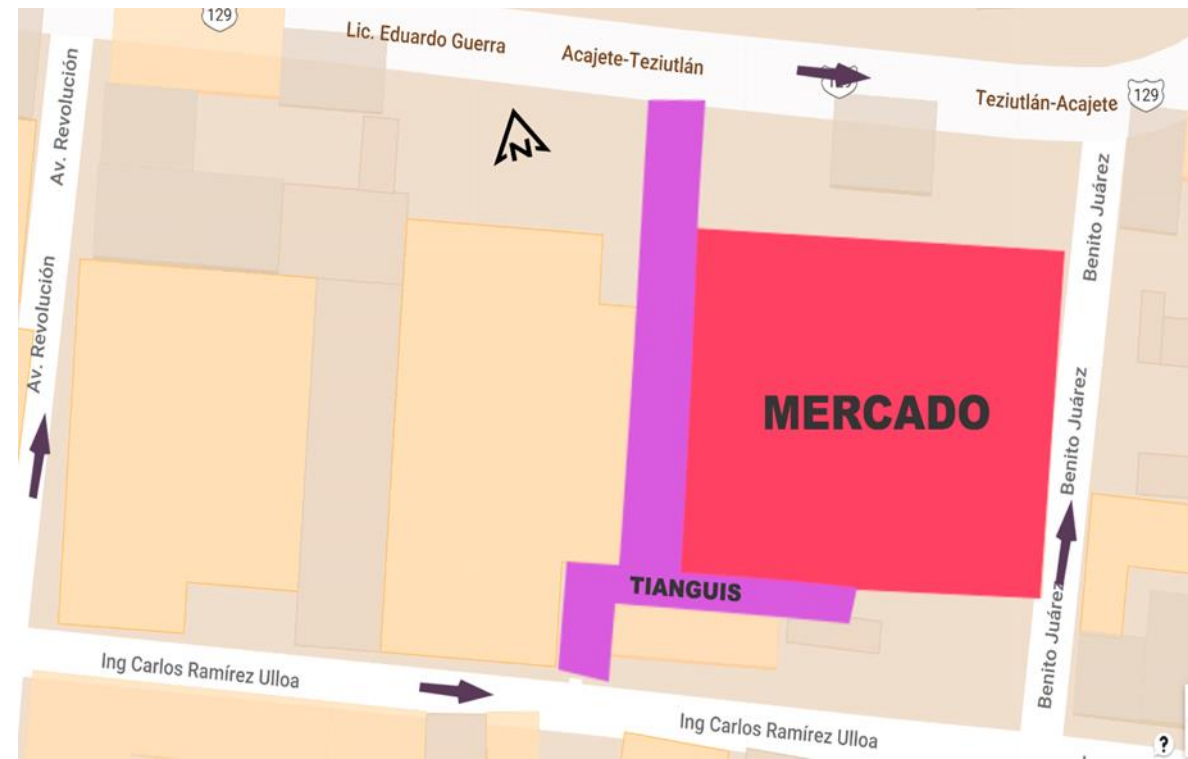 129
Lic. Eduardo Guerra
Acajete-Teziutlán
Teziutlán-Acajete
129
Av. Revolución
N
Benito Juárez
Av. Revolución
MERCADO
Benito Juárez
TIANGUIS
Benito Juárez
Ing Carlos Ramírez Ulloa
Ing Carlos Ramírez Ulloa
?